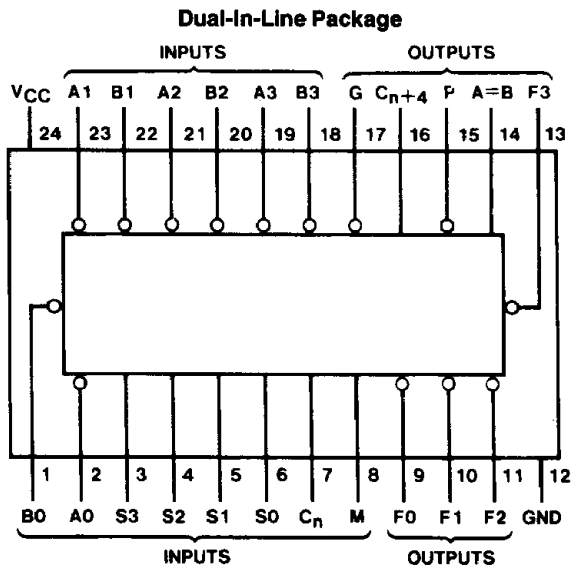 Dual-In-Line Package
INPUTS OUTPUTS
VCC A1 B1 A2 B2 A3 B3 G Cn+4 P A=B F3
24 23 22 21 20 19 18 17 16 15 14 13
1 2 3 4 5 6 7 8 9 10 11 12
B0 A0 S3 S2 S1 S0 Cn M F0 F1 F2 GND
INPUTS OUTPUTS